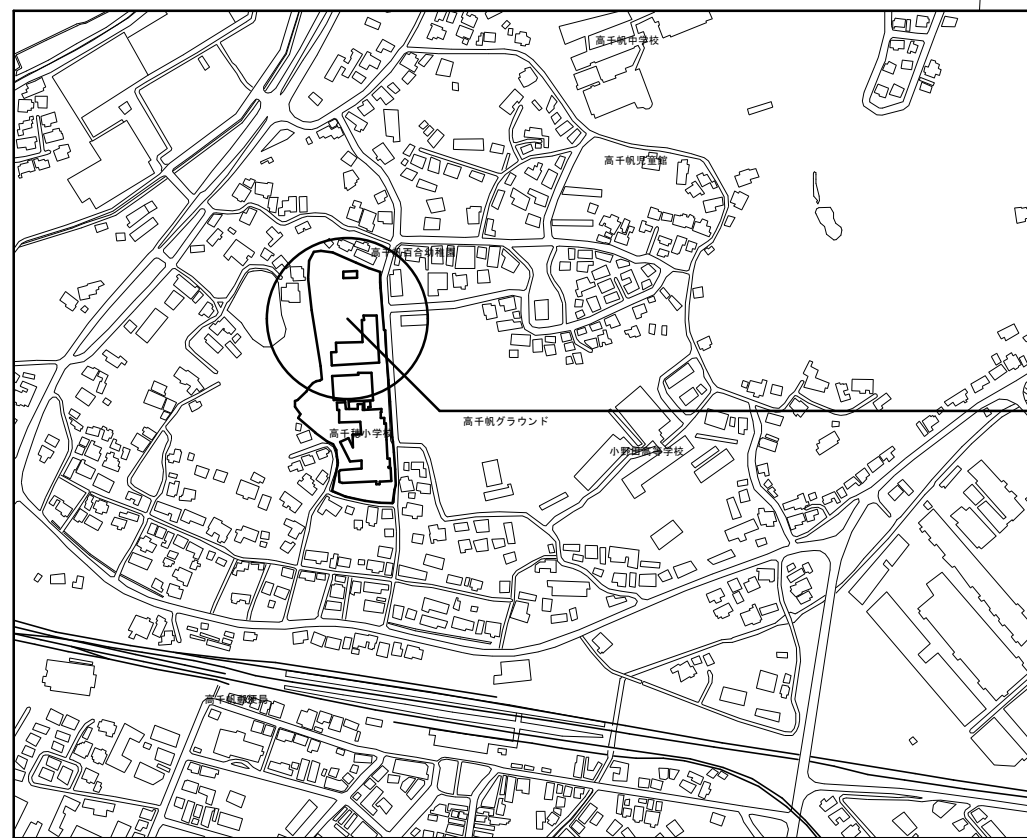 高千帆中学校
高千帆児童館
高千帆百合幼稚園
高千帆グラウンド
高千穂小学校
小野田高等学校
高千帆郵便局